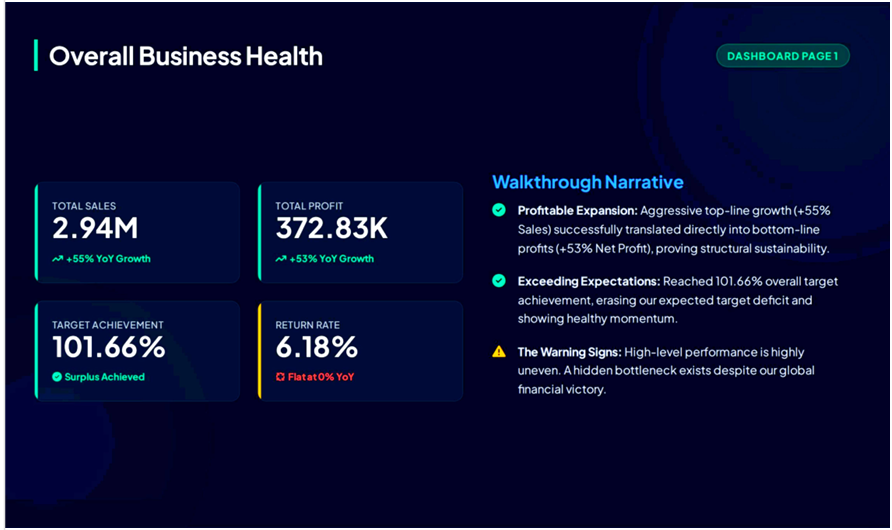 Overall Business Health
DASHBOARD PAGE 1
TOTAL SALES
2.94M
+55% YoY Growth
TOTAL PROFIT
372.83K
+53% YoY Growth
TARGET ACHIEVEMENT
101.66%
Surplus Achieved
RETURN RATE
6.18%
Flat at 0% YoY
Walkthrough Narrative
Profitable Expansion: Aggressive top-line growth (+55%
Sales) successfully translated directly into bottom-line
profits (+53% Net Profit), proving structural sustainability.
Exceeding Expectations: Reached 101.66% overall target
achievement, erasing our expected target deficit and
showing healthy momentum.
The Warning Signs: High-level performance is highly
uneven. A hidden bottleneck exists despite our global
financial victory.